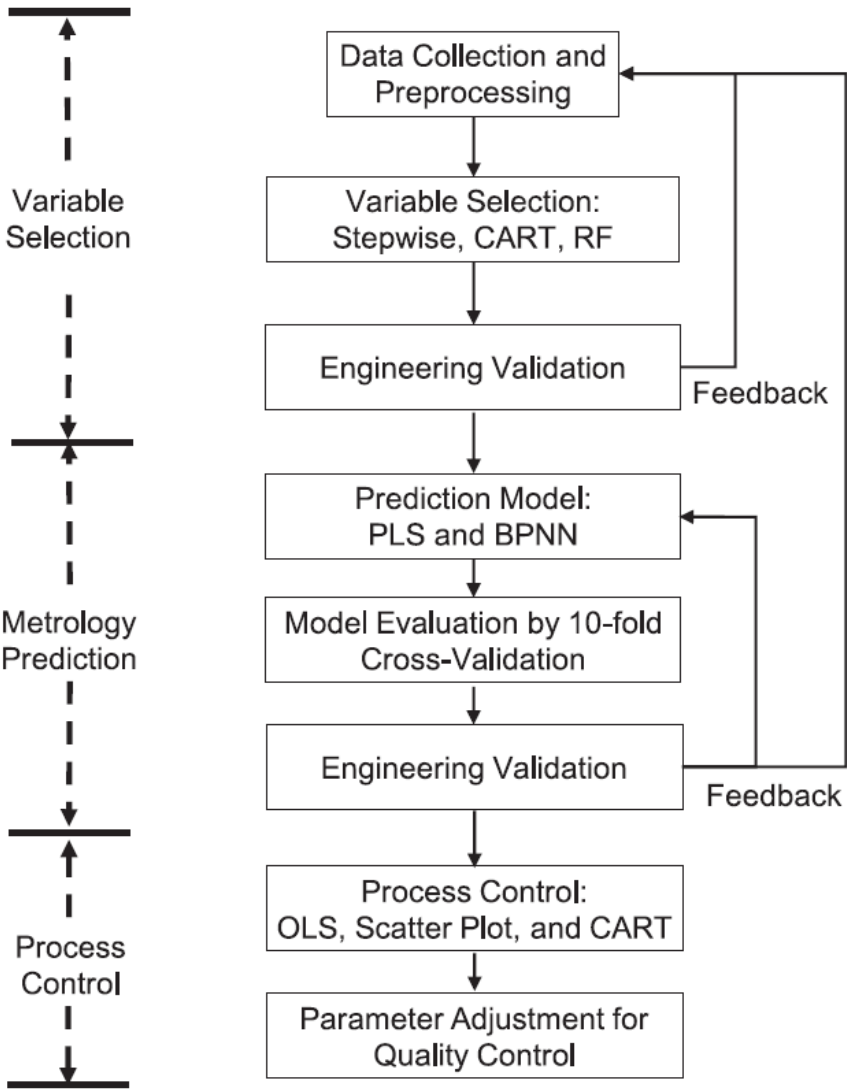 Data Collection and
Preprocessing
Variable
Selection
Variable Selection:
Stepwise, CART, RF
Engineering Validation
Feedback
Prediction Model:
PLS and BPNN
Metrology
Prediction
Model Evaluation by 10-fold
Cross-Validation
Engineering Validation
Feedback
Process Control:
OLS, Scatter Plot, and CART
Process
Control
Parameter Adjustment for
Quality Control